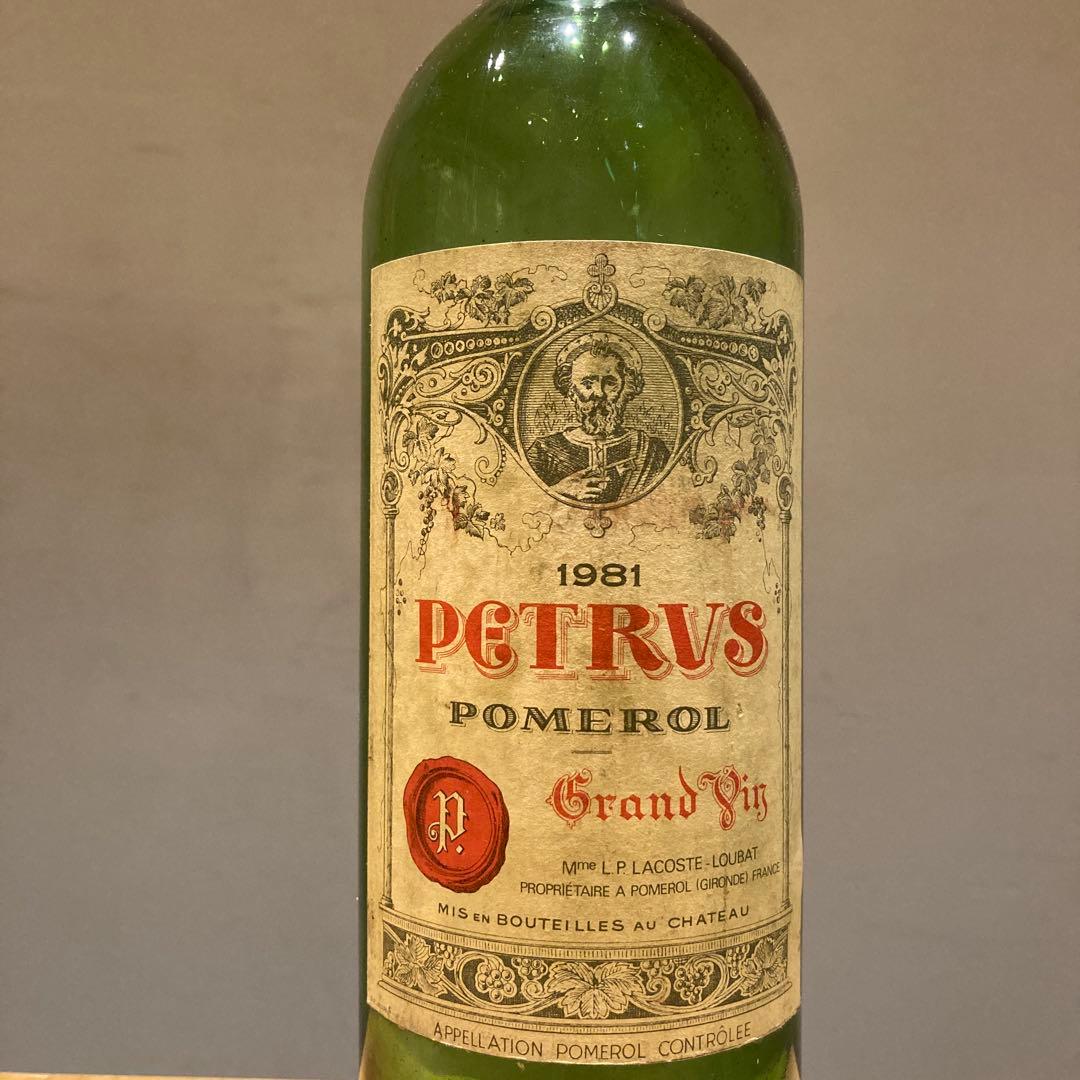 1981
PETRVS
POMEROL
Grand Vin
P.
Mme L.P. LACOSTE-LOUBAT
PROPRIÉTAIRE A POMEROL (GIRONDE) FRANCE
MIS EN BOUTEILLES AU CHATEAU
APPELLATION POMEROL CONTRÔLÉE